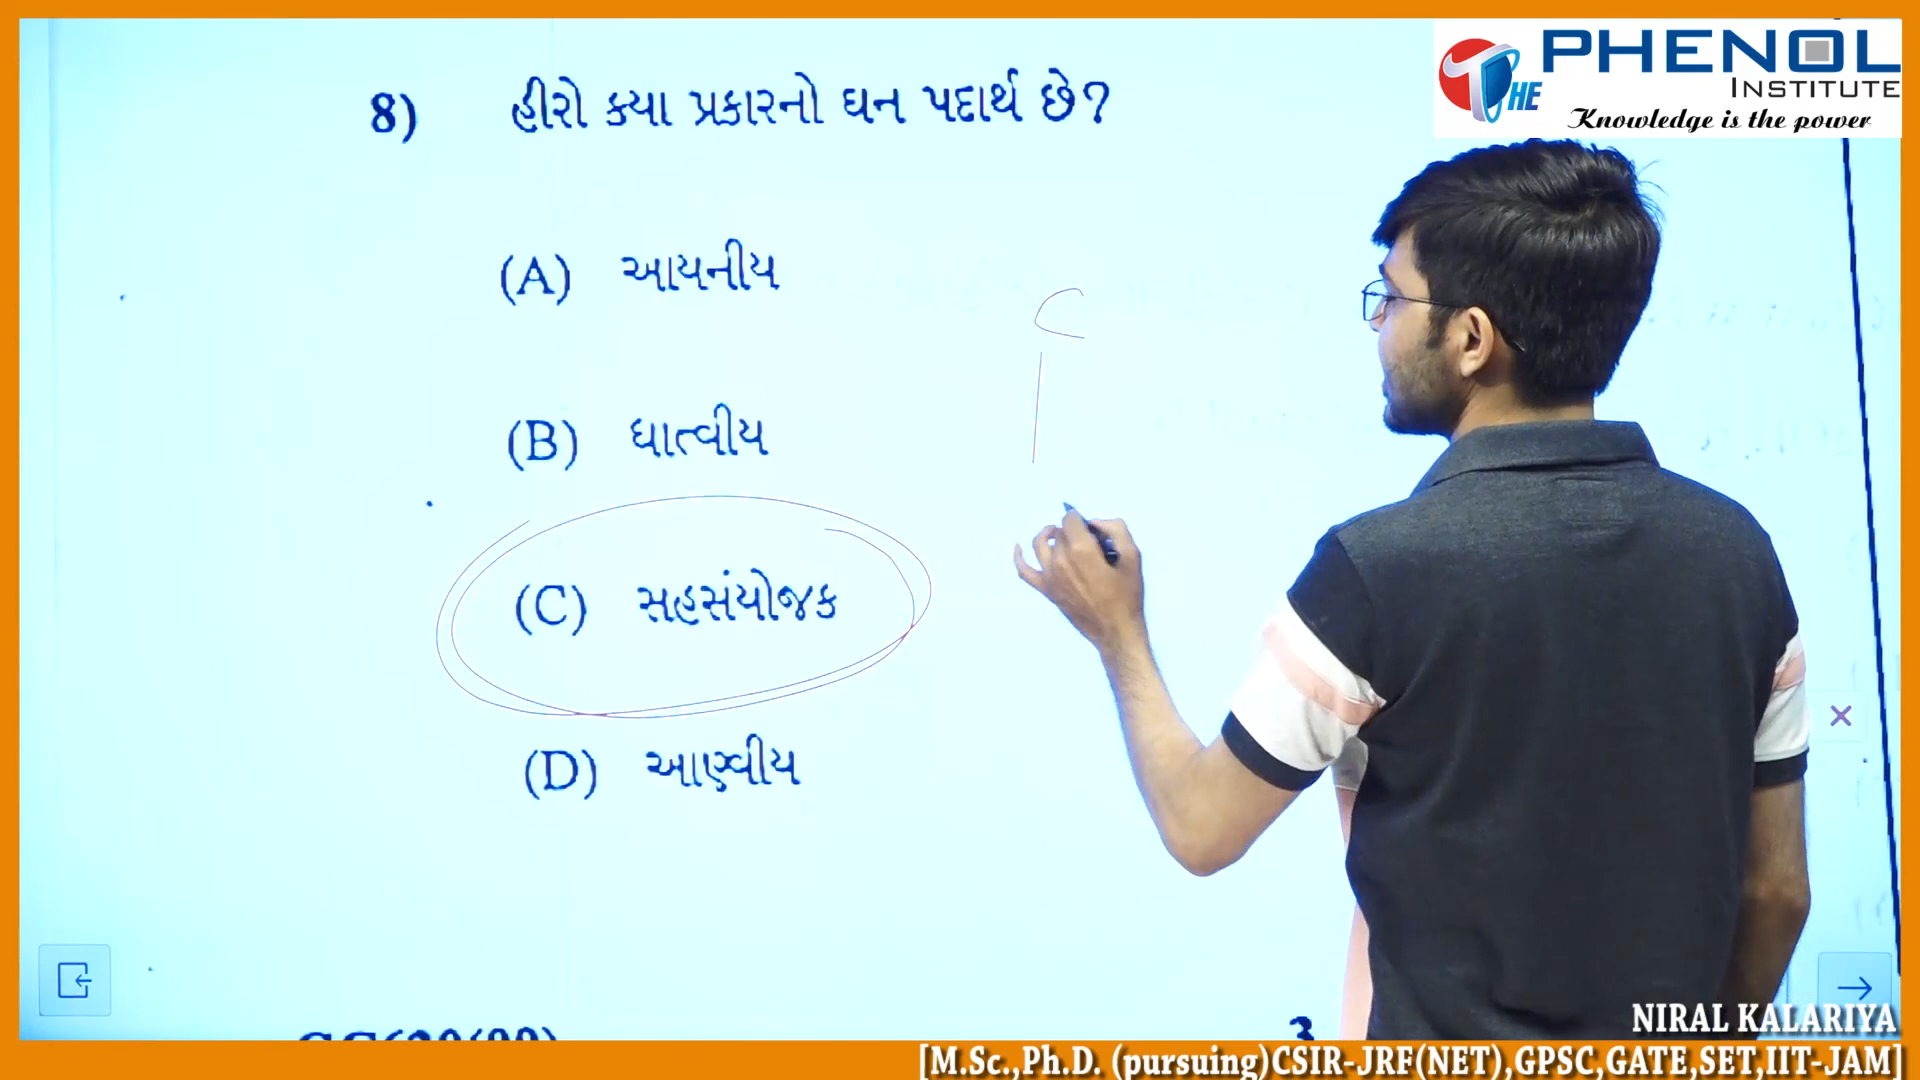 THE PHENOL
INSTITUTE
Knowledge is the power
8) હીરો ક્યા પ્રકારનો ઘન પદાર્થ છે?
(A) આયનીય
(B) ધાત્વીય
C
(C) સહસંયોજક
(D) આણ્વીય
3
NIRAL KALARIYA
[M.Sc.,Ph.D. (pursuing)CSIR-JRF(NET),GPSC,GATE,SET,IIT-JAM]